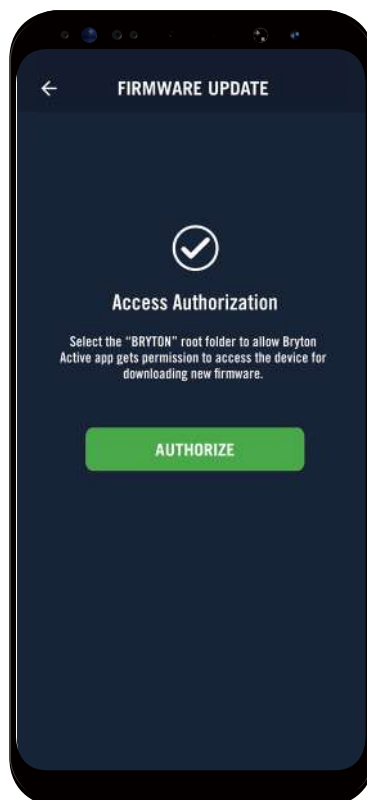 FIRMWARE UPDATE
Access Authorization
Select the "BRYTON" root folder to allow Bryton
Active app gets permission to access the device for
downloading new firmware.
AUTHORIZE